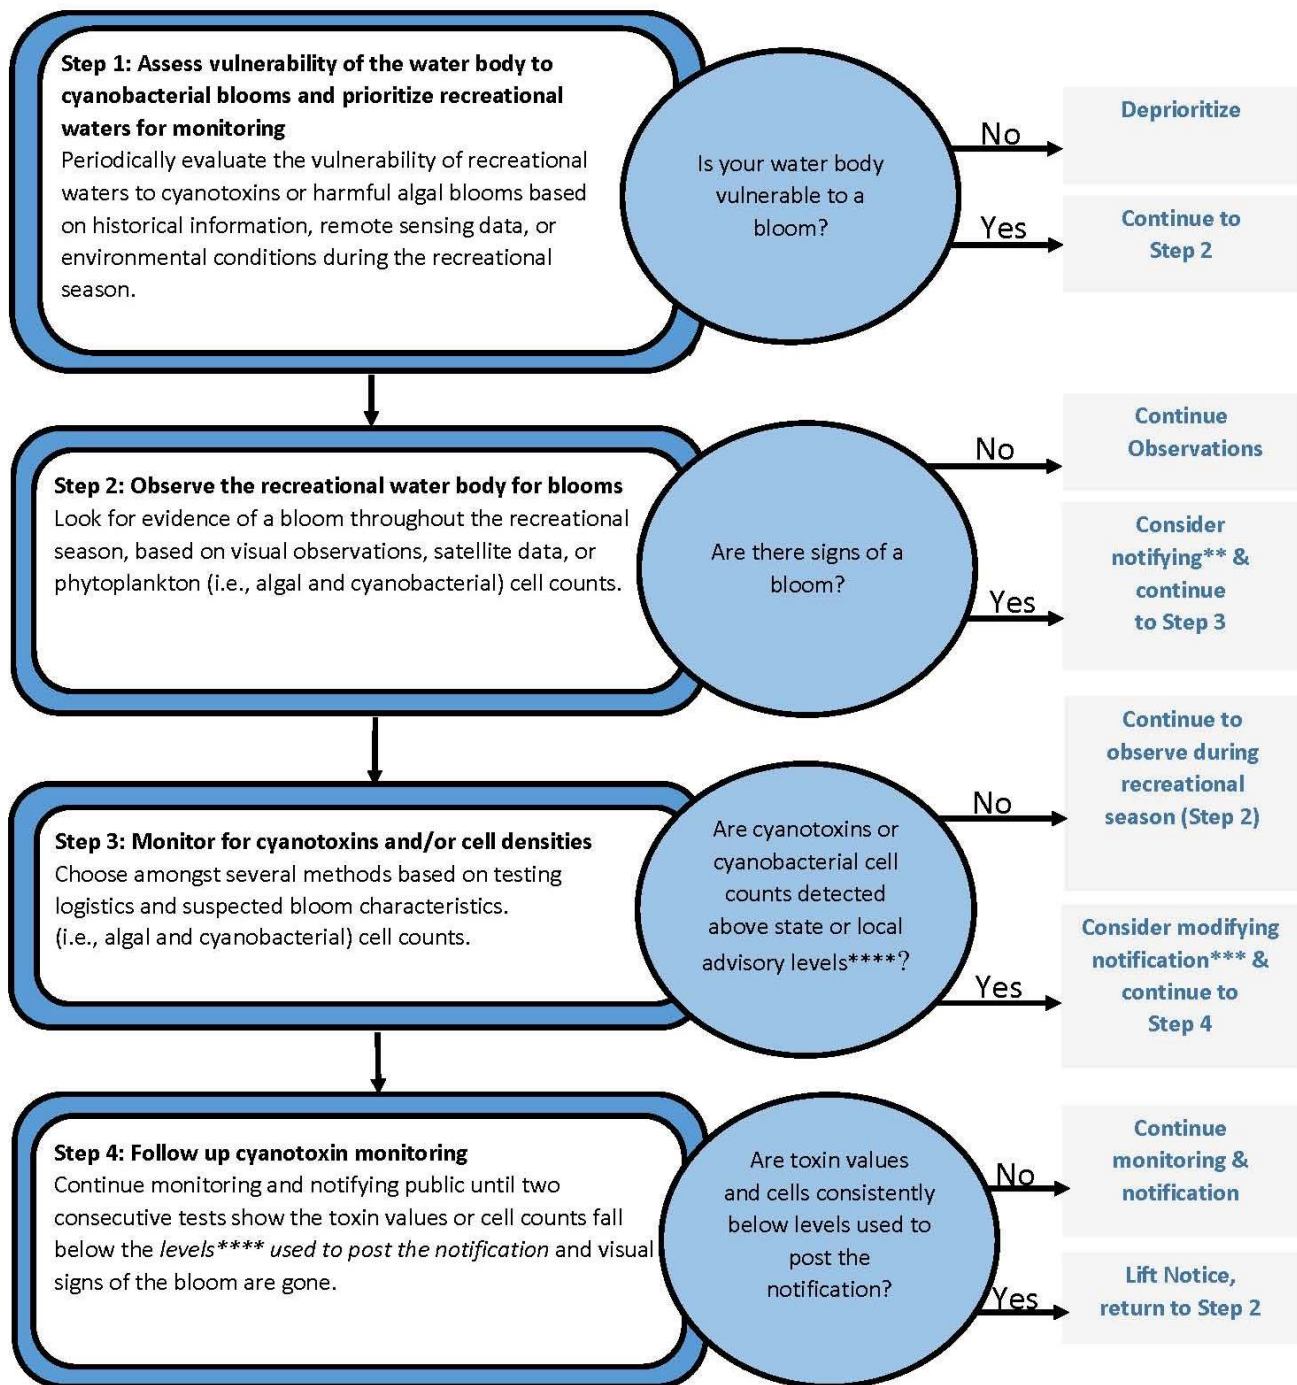 Step 1: Assess vulnerability of the water body to
cyanobacterial blooms and prioritize recreational
waters for monitoring
Periodically evaluate the vulnerability of recreational
waters to cyanotoxins or harmful algal blooms based
on historical information, remote sensing data, or
environmental conditions during the recreational
season.
Is your water body
vulnerable to a
bloom?
No
Deprioritize
Yes
Continue to
Step 2
Step 2: Observe the recreational water body for blooms
Look for evidence of a bloom throughout the recreational
season, based on visual observations, satellite data, or
phytoplankton (i.e., algal and cyanobacterial) cell counts.
Are there signs of a
bloom?
No
Continue
Observations
Yes
Consider
notifying** &
continue
to Step 3
Step 3: Monitor for cyanotoxins and/or cell densities
Choose amongst several methods based on testing
logistics and suspected bloom characteristics.
(i.e., algal and cyanobacterial) cell counts.
Are cyanotoxins or
cyanobacterial cell
counts detected
above state or local
advisory levels****?
No
Continue to
observe during
recreational
season (Step 2)
Yes
Consider modifying
notification*** &
continue to
Step 4
Step 4: Follow up cyanotoxin monitoring
Continue monitoring and notifying public until two
consecutive tests show the toxin values or cell counts fall
below the levels**** used to post the notification and visual
signs of the bloom are gone.
Are toxin values
and cells consistently
below levels used to
post the
notification?
No
Continue
monitoring &
notification
Yes
Lift Notice,
return to Step 2